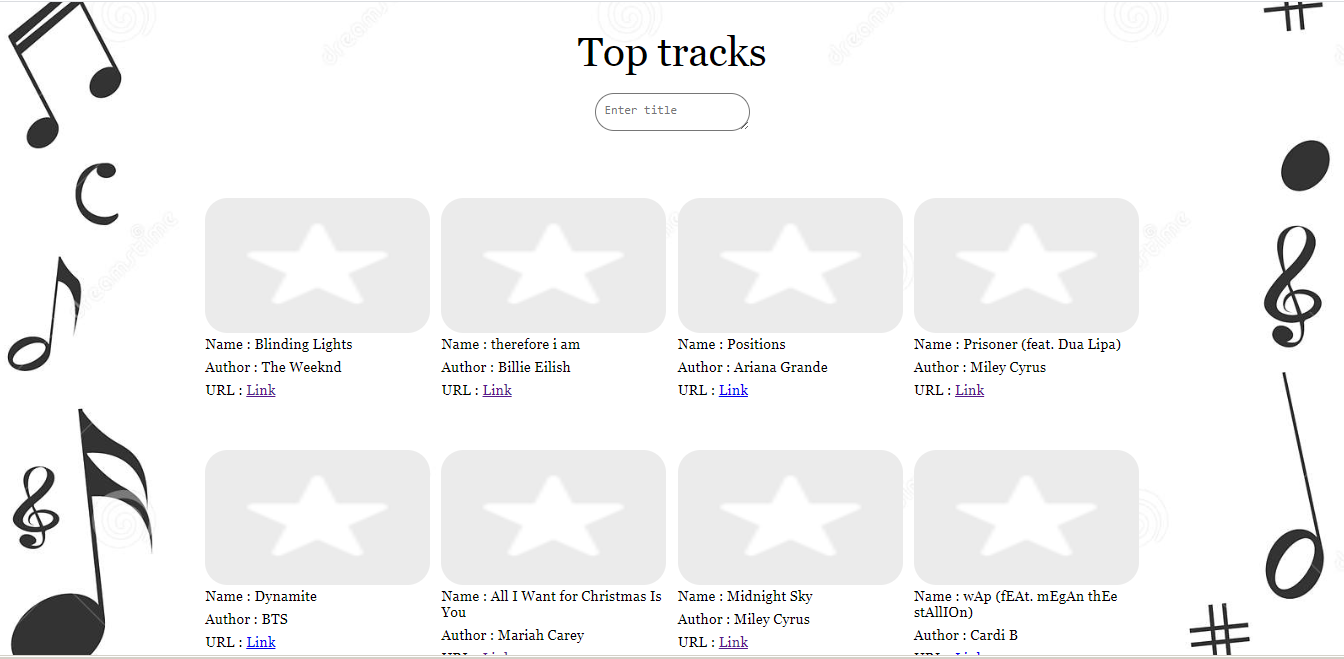 Top tracks
Enter title
Name : Blinding Lights
Author : The Weeknd
URL : Link
Name : therefore i am
Author : Billie Eilish
URL : Link
Name : Positions
Author : Ariana Grande
URL : Link
Name : Prisoner (feat. Dua Lipa)
Author : Miley Cyrus
URL : Link
Name : Dynamite
Author : BTS
URL : Link
Name : All I Want for Christmas Is
You
Author : Mariah Carey
Name : Midnight Sky
Author : Miley Cyrus
URL : Link
Name : wAp (fEAt. mEgAn thEe
stAllIOn)
Author : Cardi B